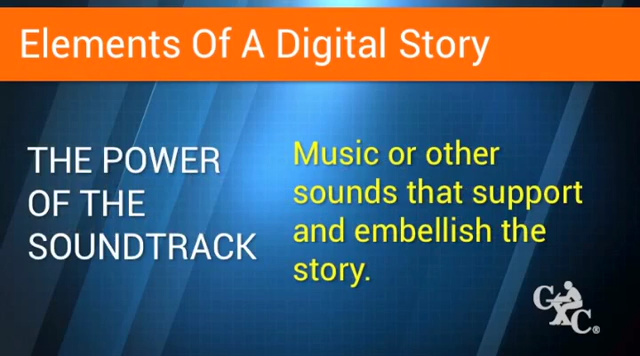 Elements Of A Digital Story
THE POWER
OF THE
SOUNDTRACK
Music or other
sounds that support
and embellish the
story.
CXC®